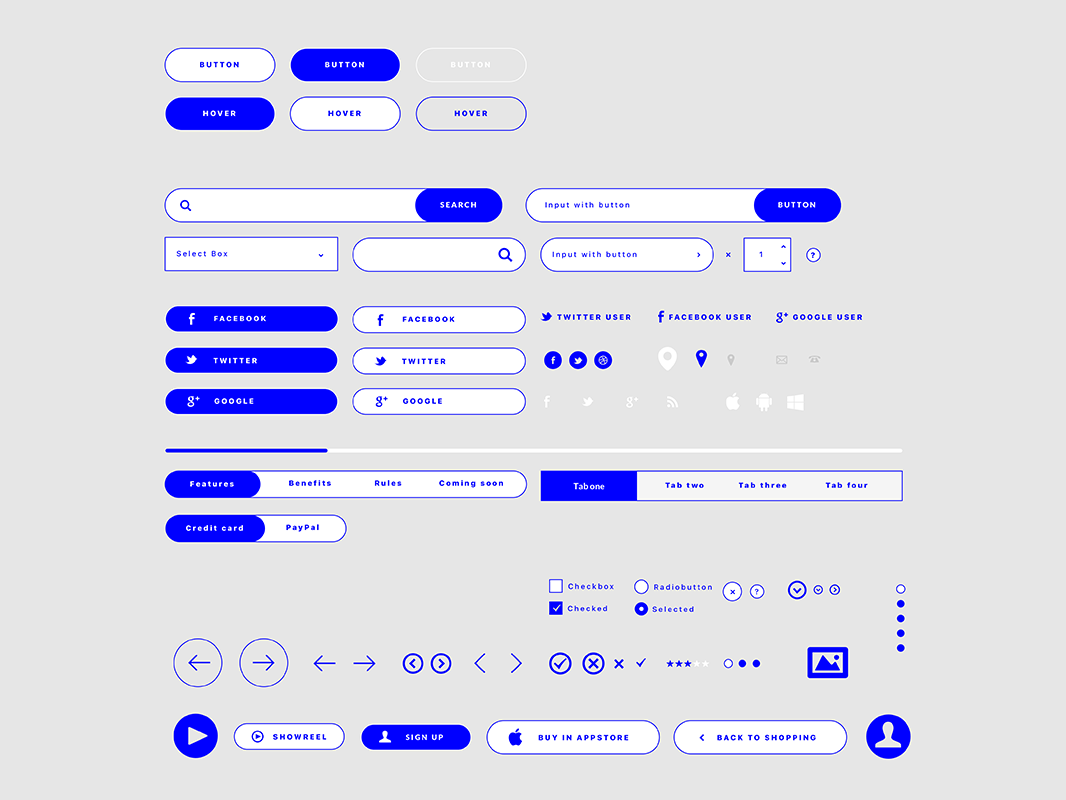 BUTTON BUTTON BUTTON
HOVER HOVER HOVER
SEARCH Input with button BUTTON
Select Box Input with button × 1 ?
FACEBOOK FACEBOOK TWITTER USER FACEBOOK USER GOOGLE USER
TWITTER TWITTER
GOOGLE GOOGLE
Features Benefits Rules Coming soon Tab one Tab two Tab three Tab four
Credit card PayPal
Checkbox Radiobutton × ?
Checked Selected
SHOWREEL SIGN UP BUY IN APPSTORE BACK TO SHOPPING